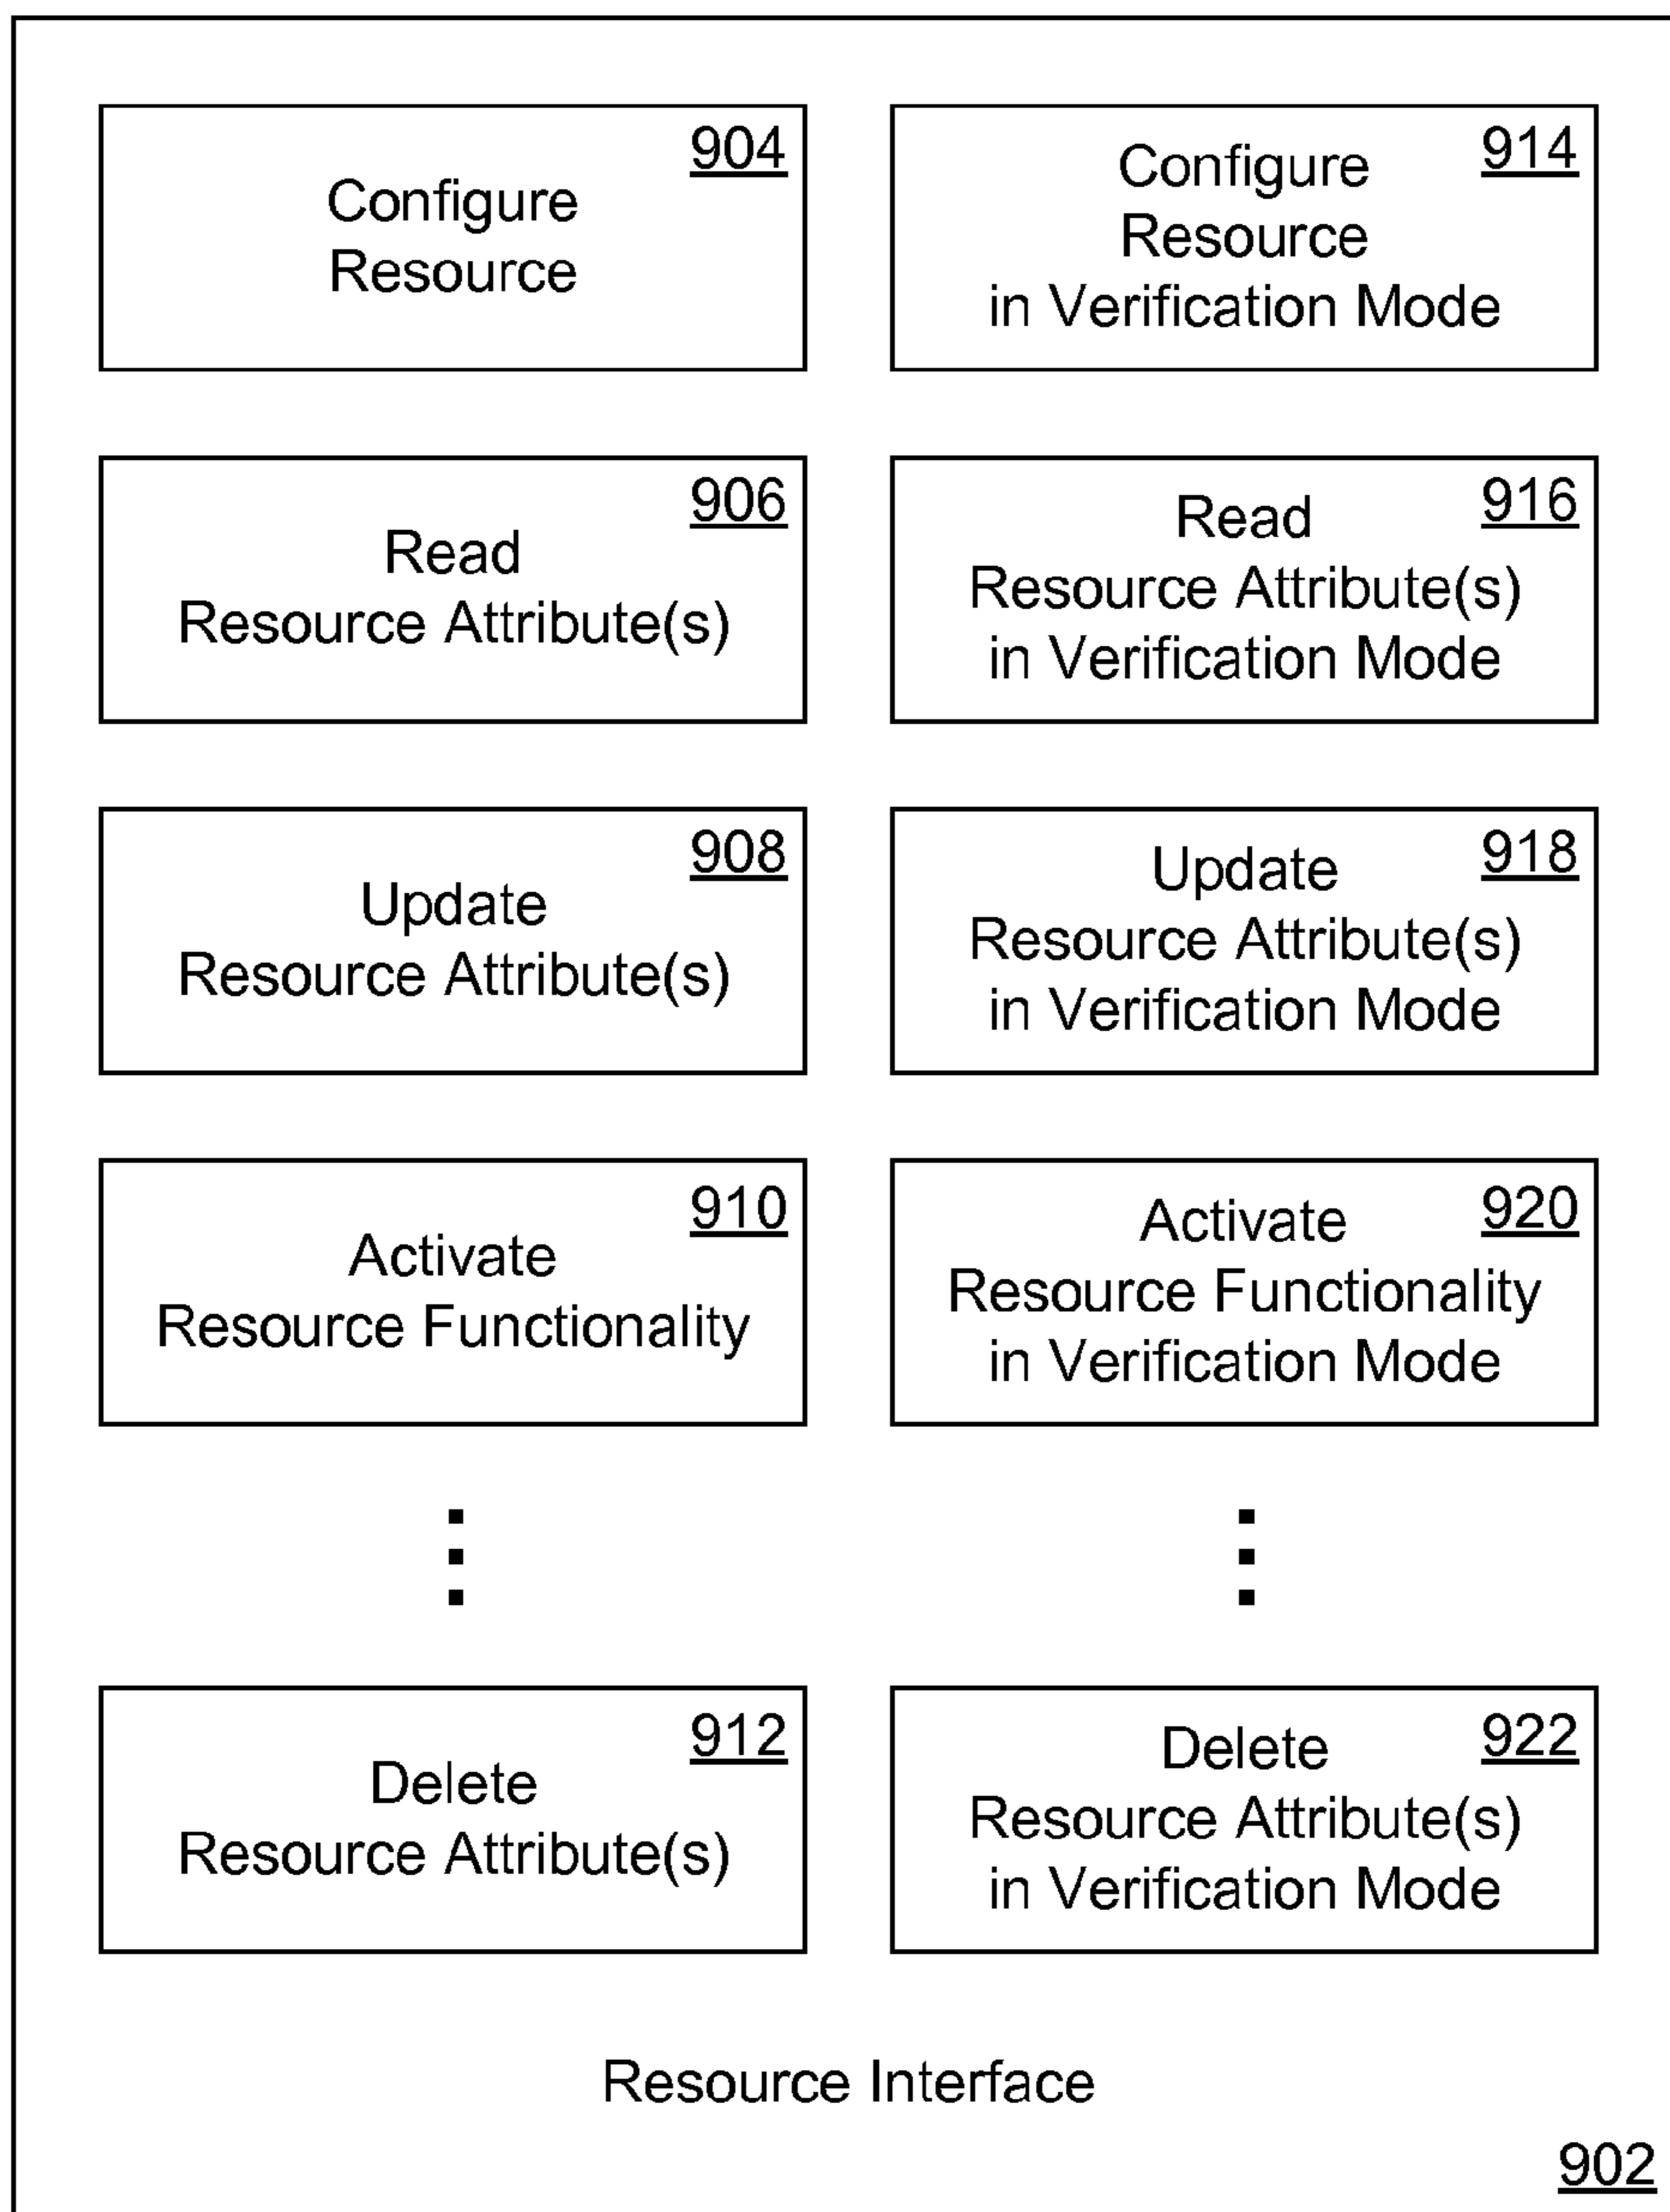 904
Configure
Resource
914
Configure
Resource
in Verification Mode
906
Read
Resource Attribute(s)
916
Read
Resource Attribute(s)
in Verification Mode
908
Update
Resource Attribute(s)
918
Update
Resource Attribute(s)
in Verification Mode
910
Activate
Resource Functionality
920
Activate
Resource Functionality
in Verification Mode
912
Delete
Resource Attribute(s)
922
Delete
Resource Attribute(s)
in Verification Mode
Resource Interface
902